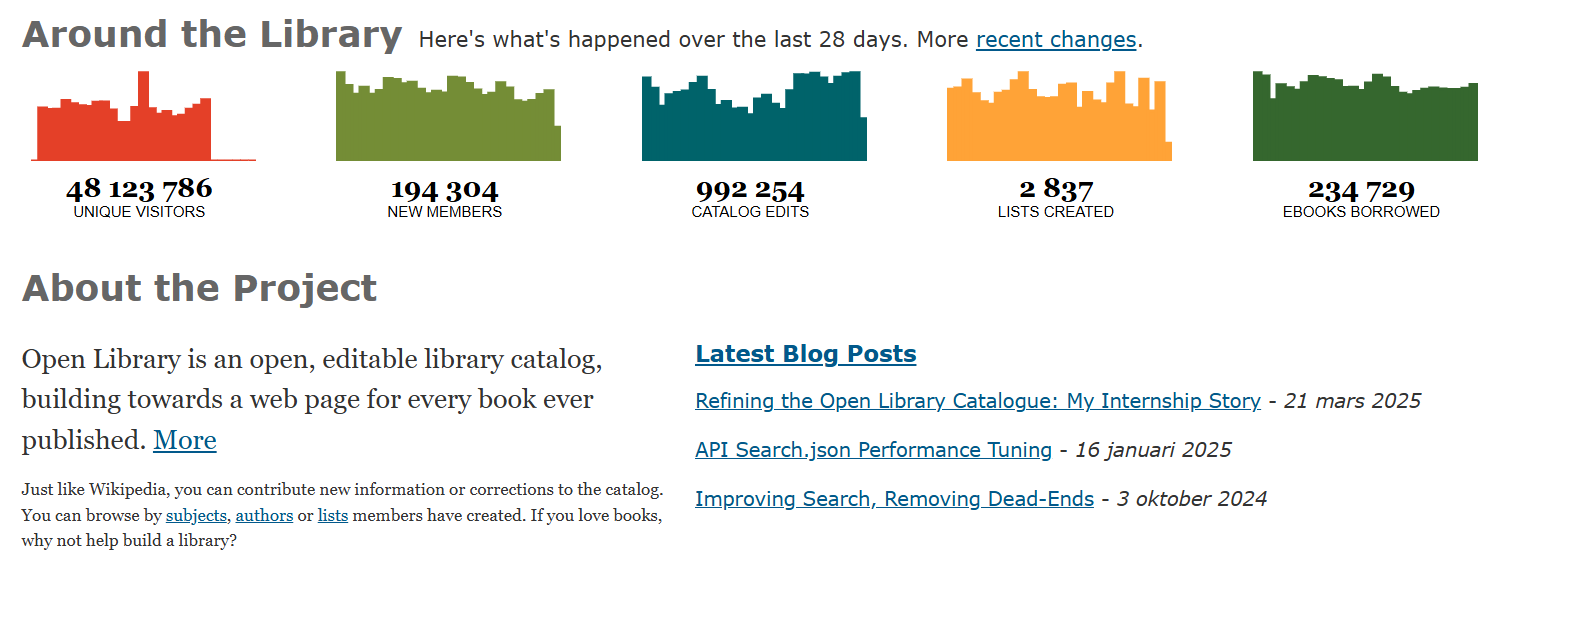 Around the Library Here's what's happened over the last 28 days. More recent changes.
48 123 786
UNIQUE VISITORS
194 304
NEW MEMBERS
992 254
CATALOG EDITS
2 837
LISTS CREATED
234 729
EBOOKS BORROWED
About the Project
Open Library is an open, editable library catalog,
building towards a web page for every book ever
published. More
Just like Wikipedia, you can contribute new information or corrections to the catalog.
You can browse by subjects, authors or lists members have created. If you love books,
why not help build a library?
Latest Blog Posts
Refining the Open Library Catalogue: My Internship Story - 21 mars 2025
API Search.json Performance Tuning - 16 januari 2025
Improving Search, Removing Dead-Ends - 3 oktober 2024